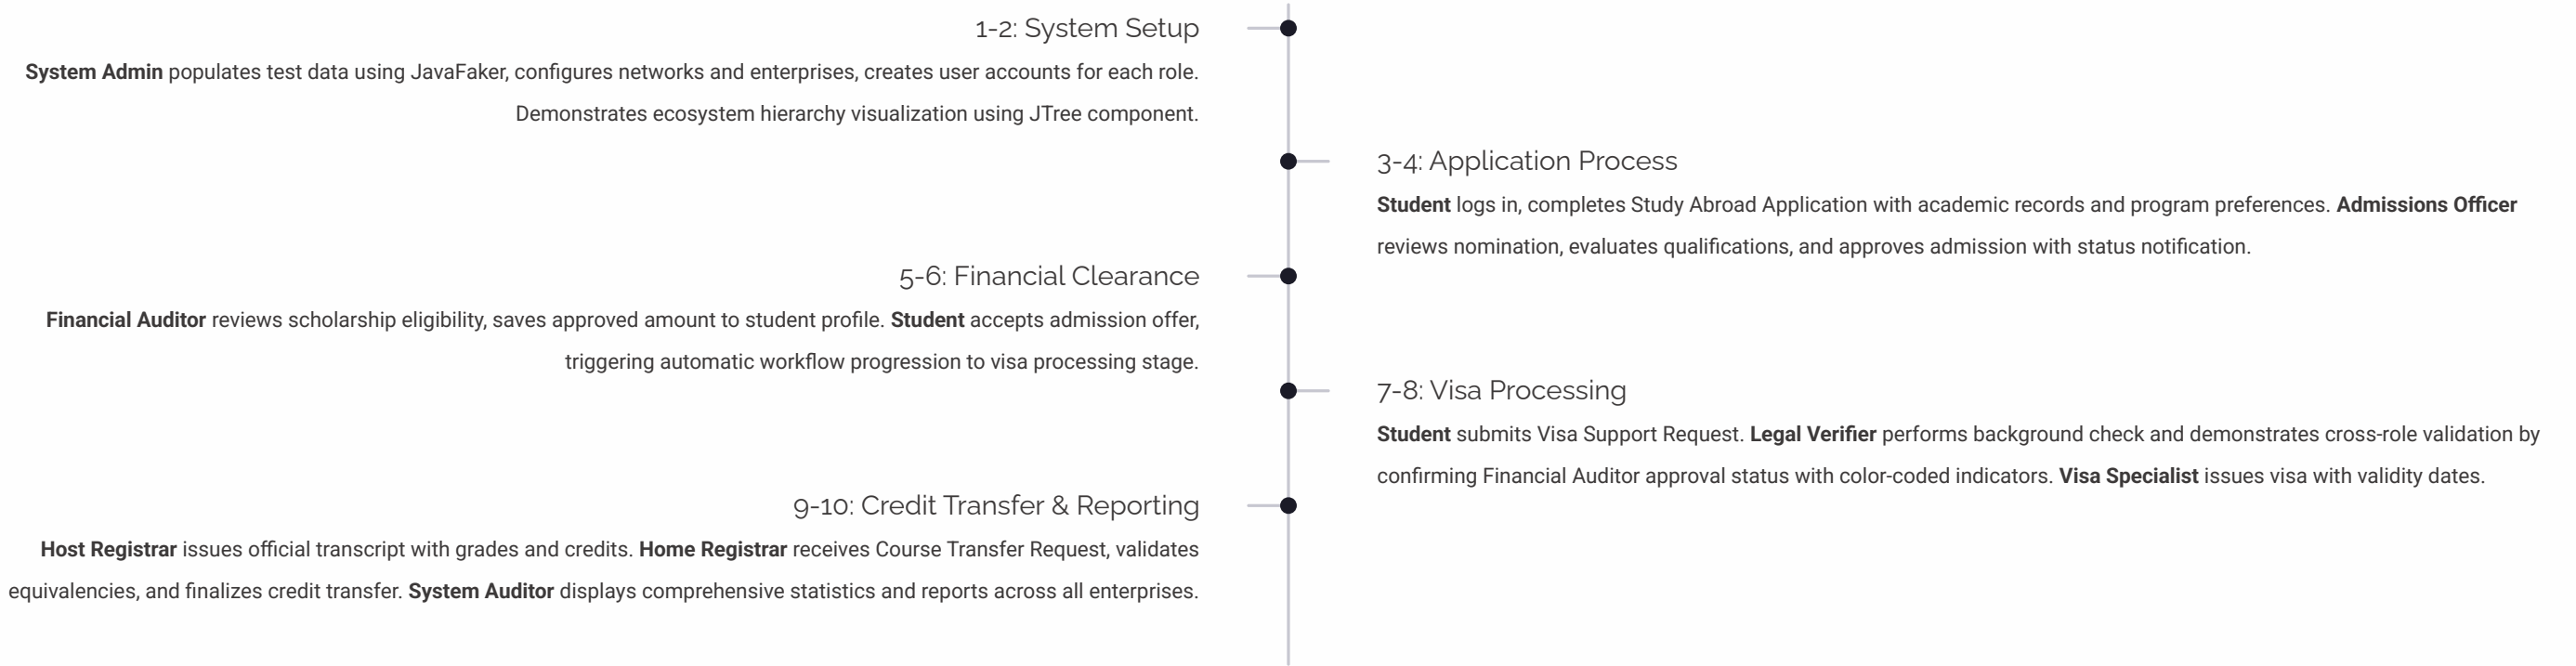 1-2: System Setup
System Admin populates test data using JavaFaker, configures networks and enterprises, creates user accounts for each role.
Demonstrates ecosystem hierarchy visualization using JTree component.
3-4: Application Process
Student logs in, completes Study Abroad Application with academic records and program preferences. Admissions Officer
reviews nomination, evaluates qualifications, and approves admission with status notification.
5-6: Financial Clearance
Financial Auditor reviews scholarship eligibility, saves approved amount to student profile. Student accepts admission offer,
triggering automatic workflow progression to visa processing stage.
7-8: Visa Processing
Student submits Visa Support Request. Legal Verifier performs background check and demonstrates cross-role validation by
confirming Financial Auditor approval status with color-coded indicators. Visa Specialist issues visa with validity dates.
9-10: Credit Transfer & Reporting
Host Registrar issues official transcript with grades and credits. Home Registrar receives Course Transfer Request, validates
equivalencies, and finalizes credit transfer. System Auditor displays comprehensive statistics and reports across all enterprises.